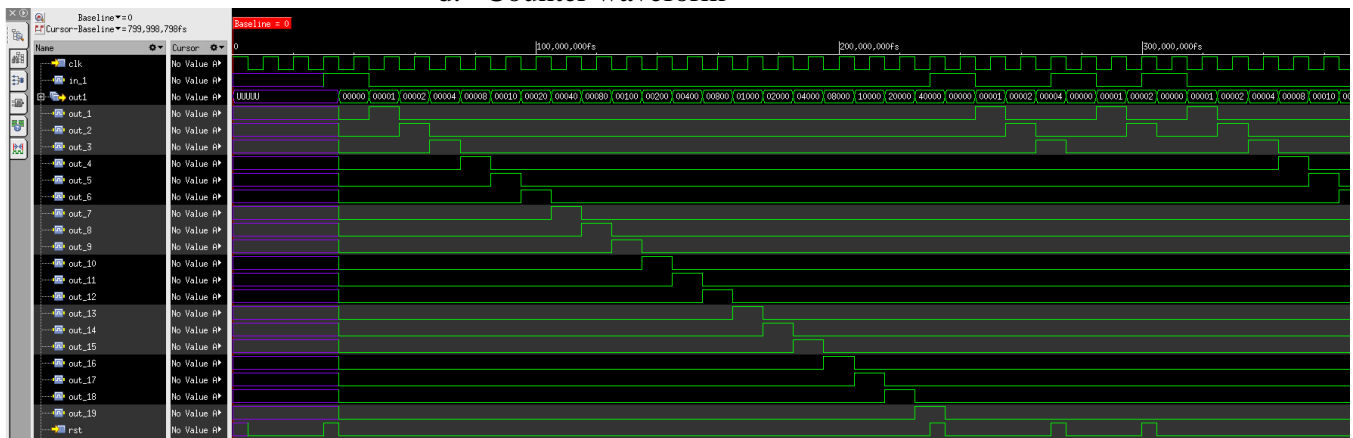 Counter waveform
Baseline▼=0
Cursor-Baseline▼=799,998,798fs
Baseline = 0
Name Cursor 0 100,000,000fs 200,000,000fs 300,000,000fs
clk No Value A
in_1 No Value A
out1 No Value A UUUUU 00000 00001 00002 00004 00008 00010 00020 00040 00080 00100 00200 00400 00800 01000 02000 04000 08000 10000 20000 40000 00000 00001 00002 00004 00000 00001 00002 00000 00001 00002 00004 00008 00010
out_1 No Value A
out_2 No Value A
out_3 No Value A
out_4 No Value A
out_5 No Value A
out_6 No Value A
out_7 No Value A
out_8 No Value A
out_9 No Value A
out_10 No Value A
out_11 No Value A
out_12 No Value A
out_13 No Value A
out_14 No Value A
out_15 No Value A
out_16 No Value A
out_17 No Value A
out_18 No Value A
out_19 No Value A
rst No Value A